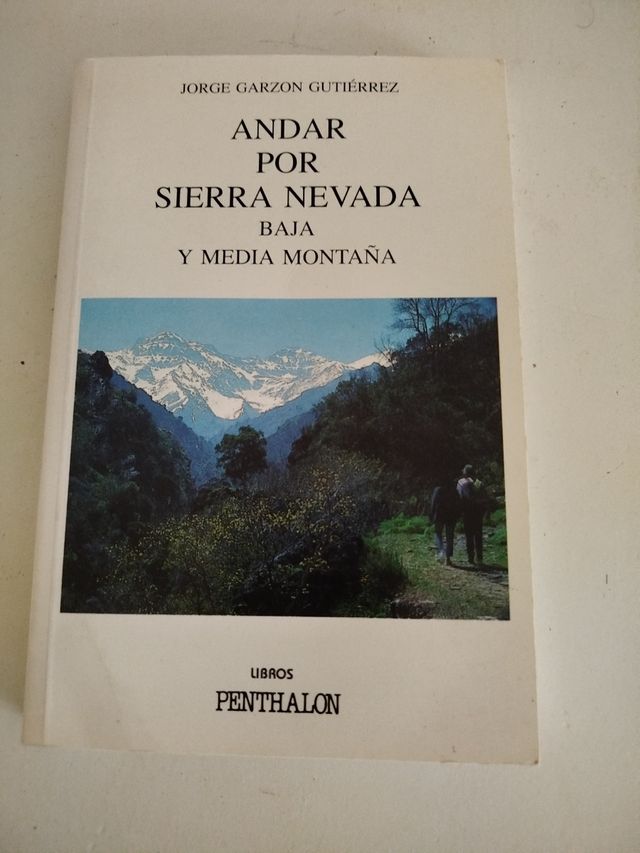 JORGE GARZON GUTIÉRREZ
ANDAR
POR
SIERRA NEVADA
BAJA
Y MEDIA MONTAÑA
LIBROS
PENTHALON